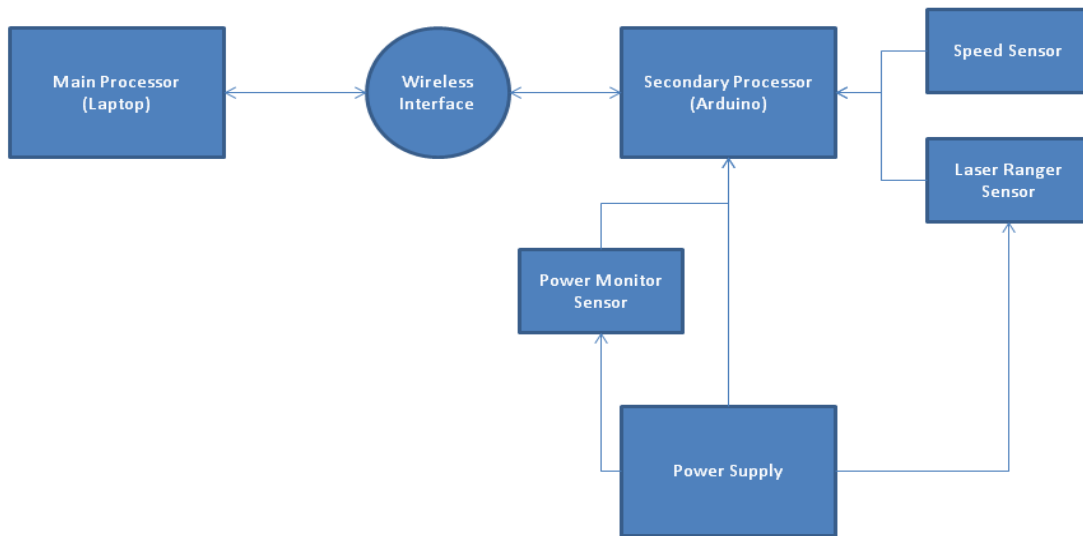 Main Processor
(Laptop)
Wireless
Interface
Secondary Processor
(Arduino)
Speed Sensor
Laser Ranger
Sensor
Power Monitor
Sensor
Power Supply